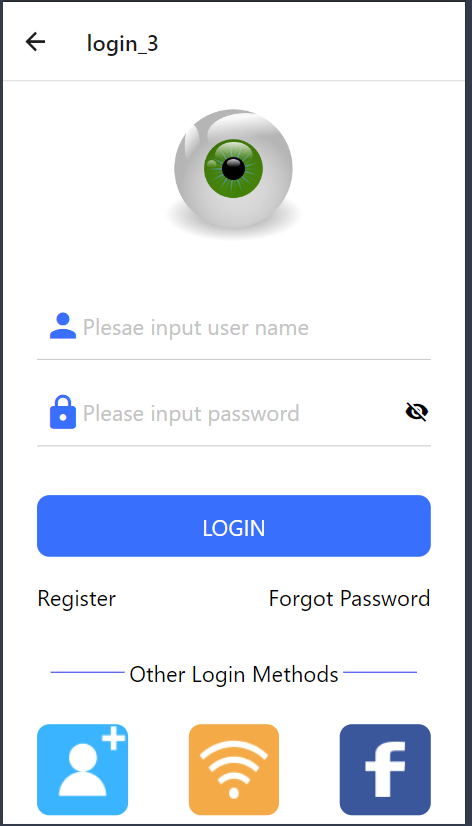 login_3
Plesae input user name
Please input password
LOGIN
Register Forgot Password
Other Login Methods
f